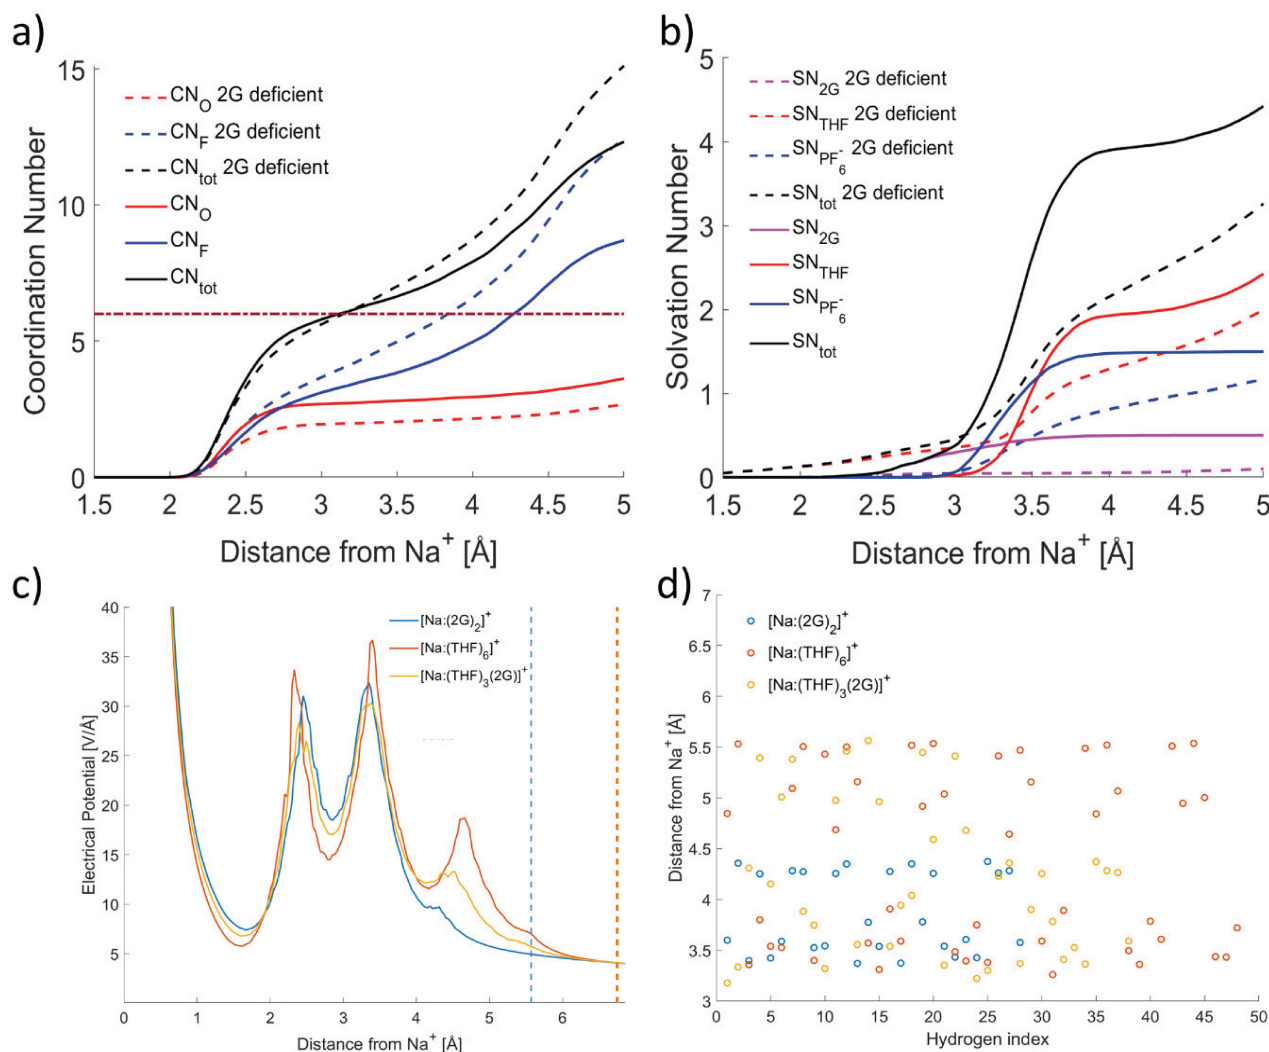 a)
15
10
5
0
1.5 2 2.5 3 3.5 4 4.5 5
Coordination Number
Distance from Na+ [Å]
CN_O 2G deficient
CN_F 2G deficient
CN_tot 2G deficient
CN_O
CN_F
CN_tot
b)
5
4
3
2
1
0
1.5 2 2.5 3 3.5 4 4.5 5
Solvation Number
Distance from Na+ [Å]
SN_2G 2G deficient
SN_THF 2G deficient
SN_PF6- 2G deficient
SN_tot 2G deficient
SN_2G
SN_THF
SN_PF6-
SN_tot
c)
40
35
30
25
20
15
10
5
0 1 2 3 4 5 6
Electrical Potential [V/Å]
Distance from Na+ [Å]
[Na:(2G)2]+
[Na:(THF)6]+
[Na:(THF)3(2G)]+
d)
7
6.5
6
5.5
5
4.5
4
3.5
3
0 5 10 15 20 25 30 35 40 45 50
Distance from Na+ [Å]
Hydrogen index
[Na:(2G)2]+
[Na:(THF)6]+
[Na:(THF)3(2G)]+